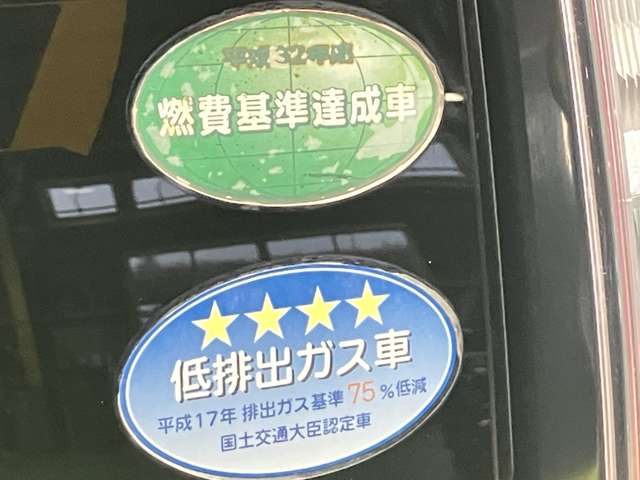 平成32年度
燃費基準達成車
低排出ガス車
平成17年 排出ガス基準 75%低減
国土交通大臣認定車